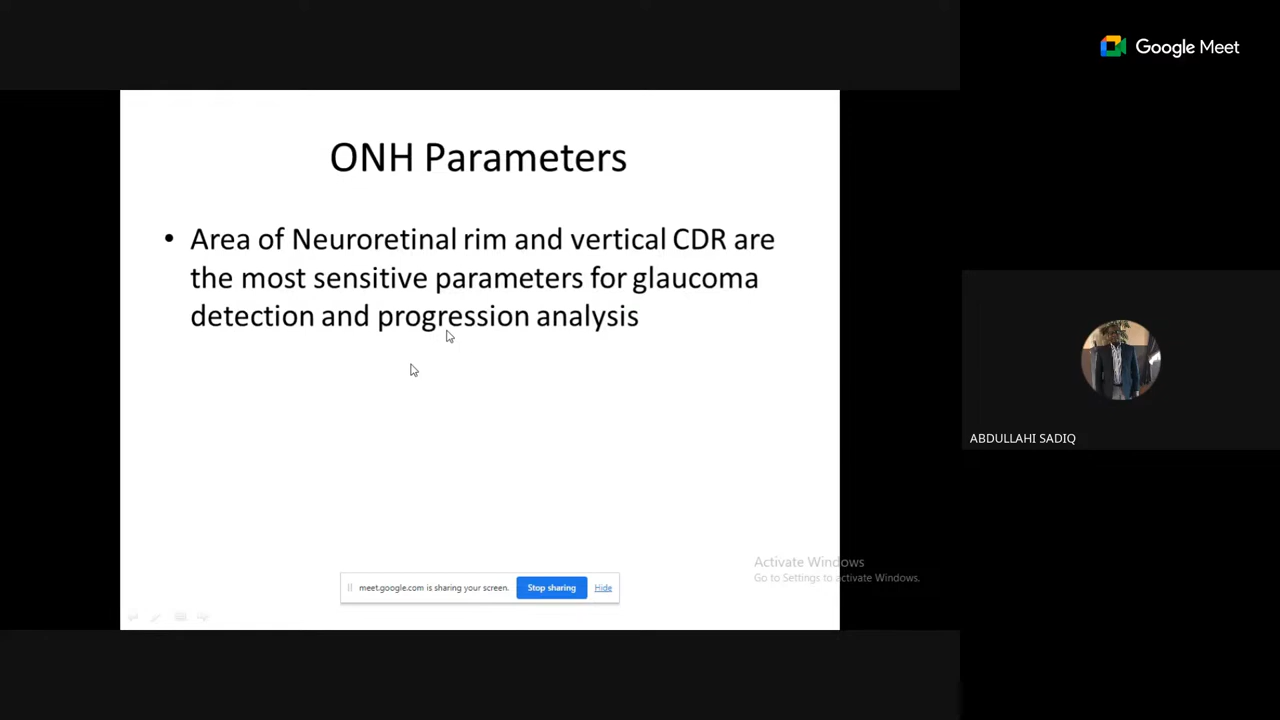 Google Meet
ONH Parameters
• Area of Neuroretinal rim and vertical CDR are
the most sensitive parameters for glaucoma
detection and progression analysis
ABDULLAHI SADIQ
Activate Windows
Go to Settings to activate Windows.
meet.google.com is sharing your screen. Stop sharing Hide